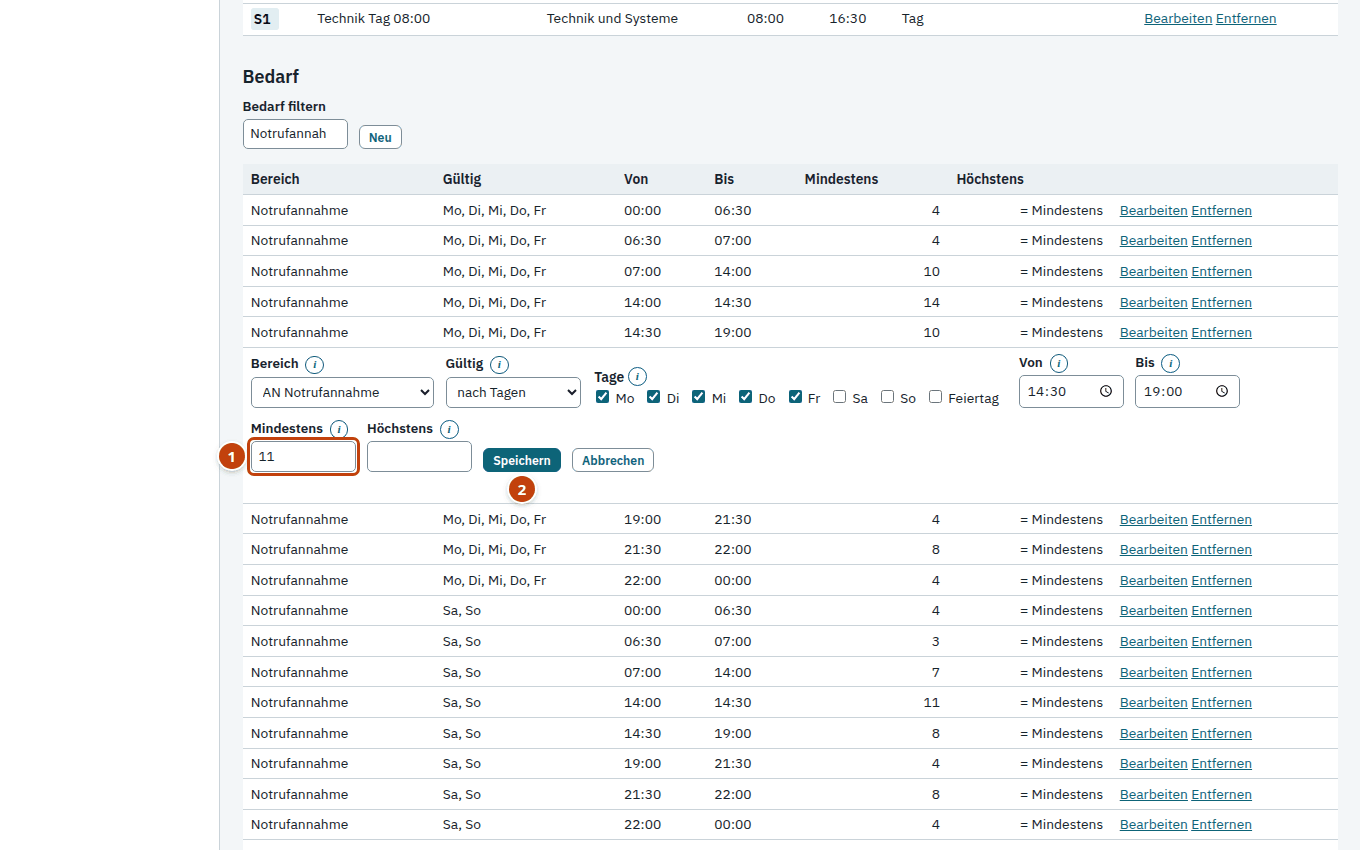 S1 Technik Tag 08:00 Technik und Systeme 08:00 16:30 Tag Bearbeiten Entfernen
Bedarf
Bedarf filtern
Notrufannah Neu
Bereich Gültig Von Bis Mindestens Höchstens
Notrufannahme Mo, Di, Mi, Do, Fr 00:00 06:30 4 = Mindestens Bearbeiten Entfernen
Notrufannahme Mo, Di, Mi, Do, Fr 06:30 07:00 4 = Mindestens Bearbeiten Entfernen
Notrufannahme Mo, Di, Mi, Do, Fr 07:00 14:00 10 = Mindestens Bearbeiten Entfernen
Notrufannahme Mo, Di, Mi, Do, Fr 14:00 14:30 14 = Mindestens Bearbeiten Entfernen
Notrufannahme Mo, Di, Mi, Do, Fr 14:30 19:00 10 = Mindestens Bearbeiten Entfernen
Bereich i Gültig i Tage i Von i Bis i
AN Notrufannahme nach Tagen Mo Di Mi Do Fr Sa So Feiertag 14:30 19:00
Mindestens i Höchstens i
1 11 Speichern Abbrechen
2
Notrufannahme Mo, Di, Mi, Do, Fr 19:00 21:30 4 = Mindestens Bearbeiten Entfernen
Notrufannahme Mo, Di, Mi, Do, Fr 21:30 22:00 8 = Mindestens Bearbeiten Entfernen
Notrufannahme Mo, Di, Mi, Do, Fr 22:00 00:00 4 = Mindestens Bearbeiten Entfernen
Notrufannahme Sa, So 00:00 06:30 4 = Mindestens Bearbeiten Entfernen
Notrufannahme Sa, So 06:30 07:00 3 = Mindestens Bearbeiten Entfernen
Notrufannahme Sa, So 07:00 14:00 7 = Mindestens Bearbeiten Entfernen
Notrufannahme Sa, So 14:00 14:30 11 = Mindestens Bearbeiten Entfernen
Notrufannahme Sa, So 14:30 19:00 8 = Mindestens Bearbeiten Entfernen
Notrufannahme Sa, So 19:00 21:30 4 = Mindestens Bearbeiten Entfernen
Notrufannahme Sa, So 21:30 22:00 8 = Mindestens Bearbeiten Entfernen
Notrufannahme Sa, So 22:00 00:00 4 = Mindestens Bearbeiten Entfernen